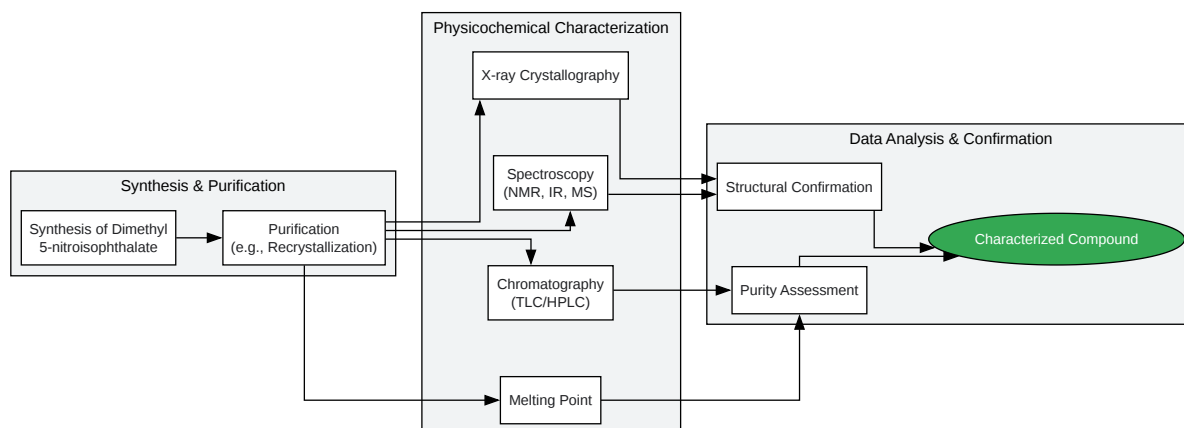 Physicochemical Characterization
X-ray Crystallography
Data Analysis & Confirmation
Synthesis & Purification
Spectroscopy
(NMR, IR, MS)
Structural Confirmation
Synthesis of Dimethyl
5-nitroisophthalate
Purification
(e.g., Recrystallization)
Characterized Compound
Chromatography
(TLC/HPLC)
Purity Assessment
Melting Point